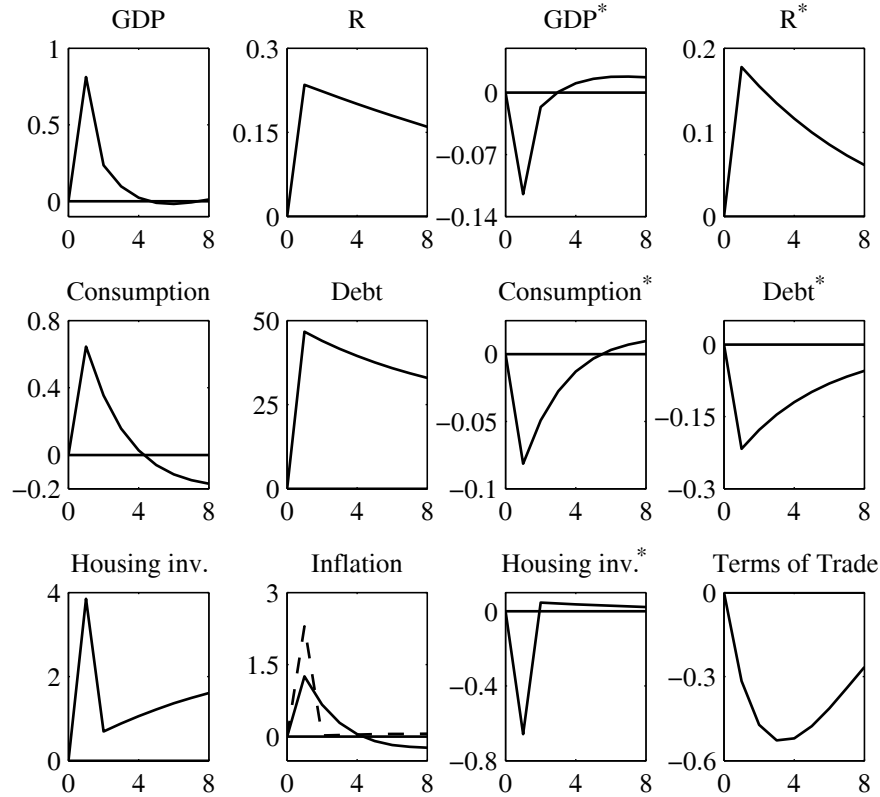 GDP R GDP* R*
1 0.3 0 0.2
0.5 0.15 −0.07 0.1
0 0 −0.14 0
0 4 8 0 4 8 0 4 8 0 4 8
Consumption Debt Consumption* Debt*
0.8 50 0 0
0.4 25 −0.05 −0.15
0 0 −0.1 −0.3
−0.2
0 4 8 0 4 8 0 4 8 0 4 8
Housing inv. Inflation Housing inv.* Terms of Trade
4 3 0 0
2 1.5 −0.4 −0.3
0 0 −0.8 −0.6
0 4 8 0 4 8 0 4 8 0 4 8